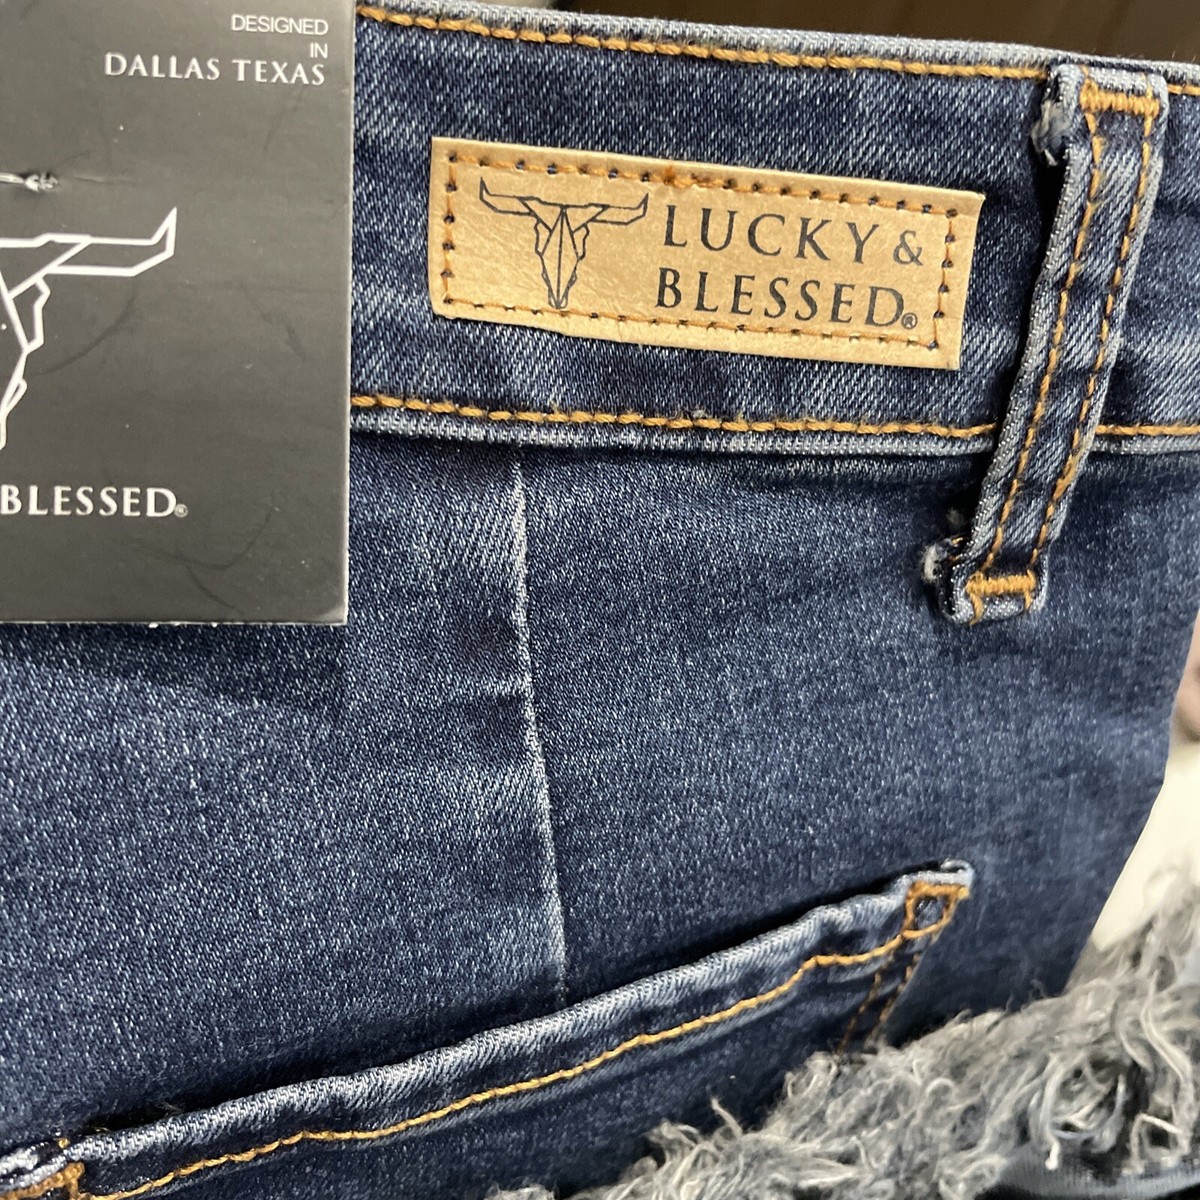 DESIGNED
IN
DALLAS TEXAS
BLESSED®
LUCKY &
BLESSED®